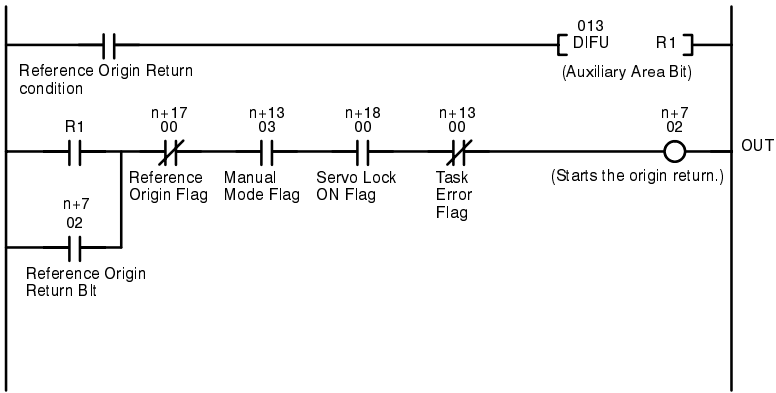 013
DIFU R1
Reference Origin Return
condition
(Auxiliary Area Bit)
n+17 n+13 n+18 n+13 n+7
R1 00 03 00 00 02
OUT
Reference Manual Servo Lock Task (Starts the origin return.)
Origin Flag Mode Flag ON Flag Error
Flag
n+7
02
Reference Origin
Return BIt